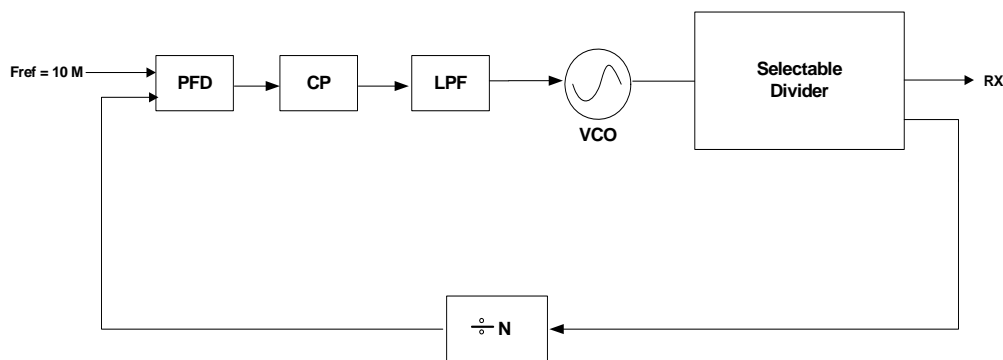 Fref = 10 M
PFD
CP
LPF
VCO
Selectable
Divider
RX
÷ N